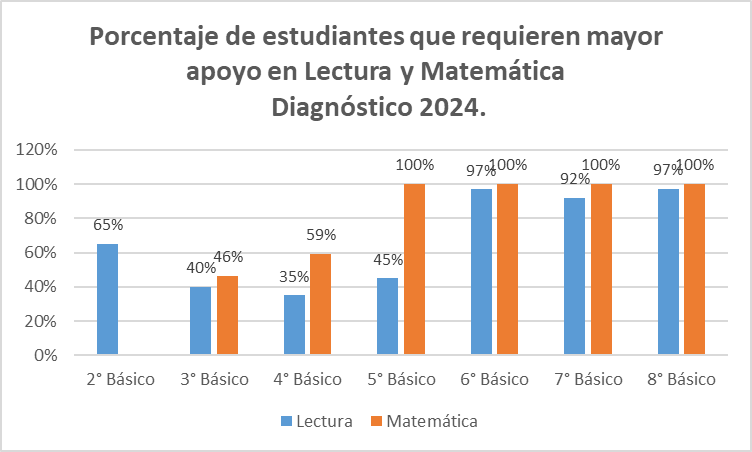 Porcentaje de estudiantes que requieren mayor
apoyo en Lectura y Matemática
Diagnóstico 2024.
120%
100%
80%
60%
40%
20%
0%
65%
40%
46%
35%
59%
45%
100%
97%
100%
92%
100%
97%
100%
2° Básico
3° Básico
4° Básico
5° Básico
6° Básico
7° Básico
8° Básico
Lectura
Matemática